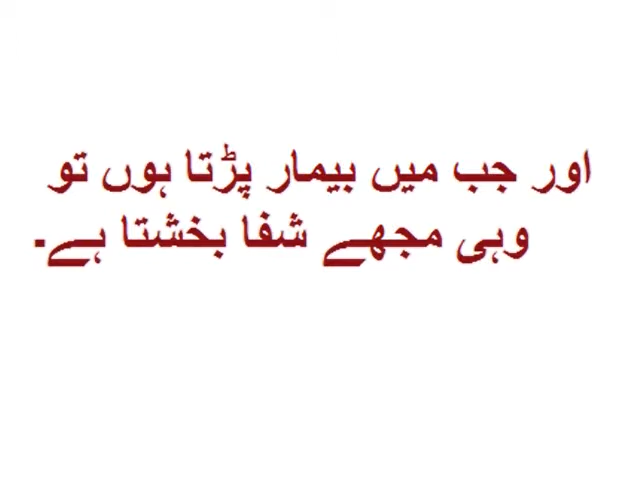 اور جب میں بیمار پڑتا ہوں تو
وہی مجھے شفا بخشتا ہے۔